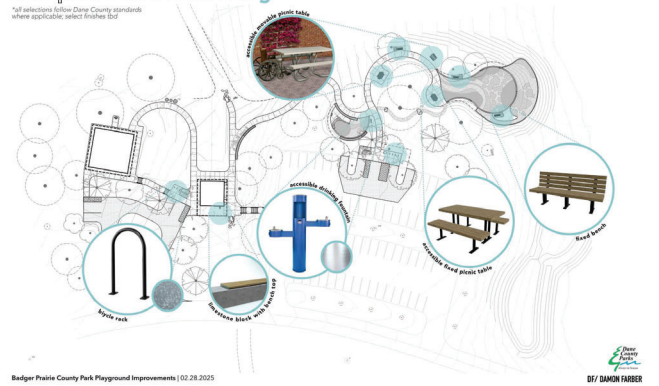 *all selections follow Dane County standards
where applicable; select finishes tbd
accessible movable picnic table
accessible drinking fountain
fixed bench
accessible fixed picnic table
bicylce rack
limestone block with bench top
Dane
County
Parks
Badger Prairie County Park Playground Improvements | 02.28.2025
DF/ DAMON FARBER